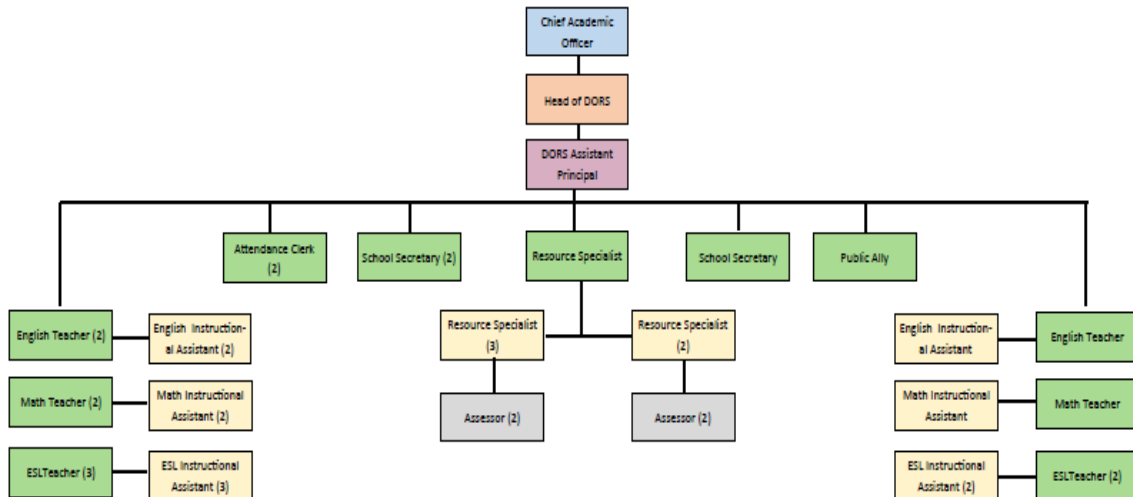 Chief Academic
Officer
Head of DORS
DORS Assistant
Principal
Attendance Clerk
(2)
School Secretary (2)
Resource Specialist
School Secretary
Public Ally
English Teacher (2)
English Instruction-
al Assistant (2)
Resource Specialist
(3)
Resource Specialist
(2)
English Instruction-
al Assistant
English Teacher
Math Teacher (2)
Math Instructional
Assistant (2)
Assessor (2)
Assessor (2)
Math Instructional
Assistant
Math Teacher
ESLTeacher (3)
ESL Instructional
Assistant (3)
ESL Instructional
Assistant (2)
ESLTeacher (2)